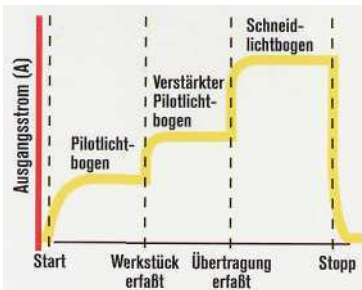 Schneid-
lichtbogen
Verstärkter
Pilotlicht-
bogen
Pilotlicht-
bogen
Ausgangsstrom (A)
Start
Werkstück
erfaßt
Übertragung
erfaßt
Stopp